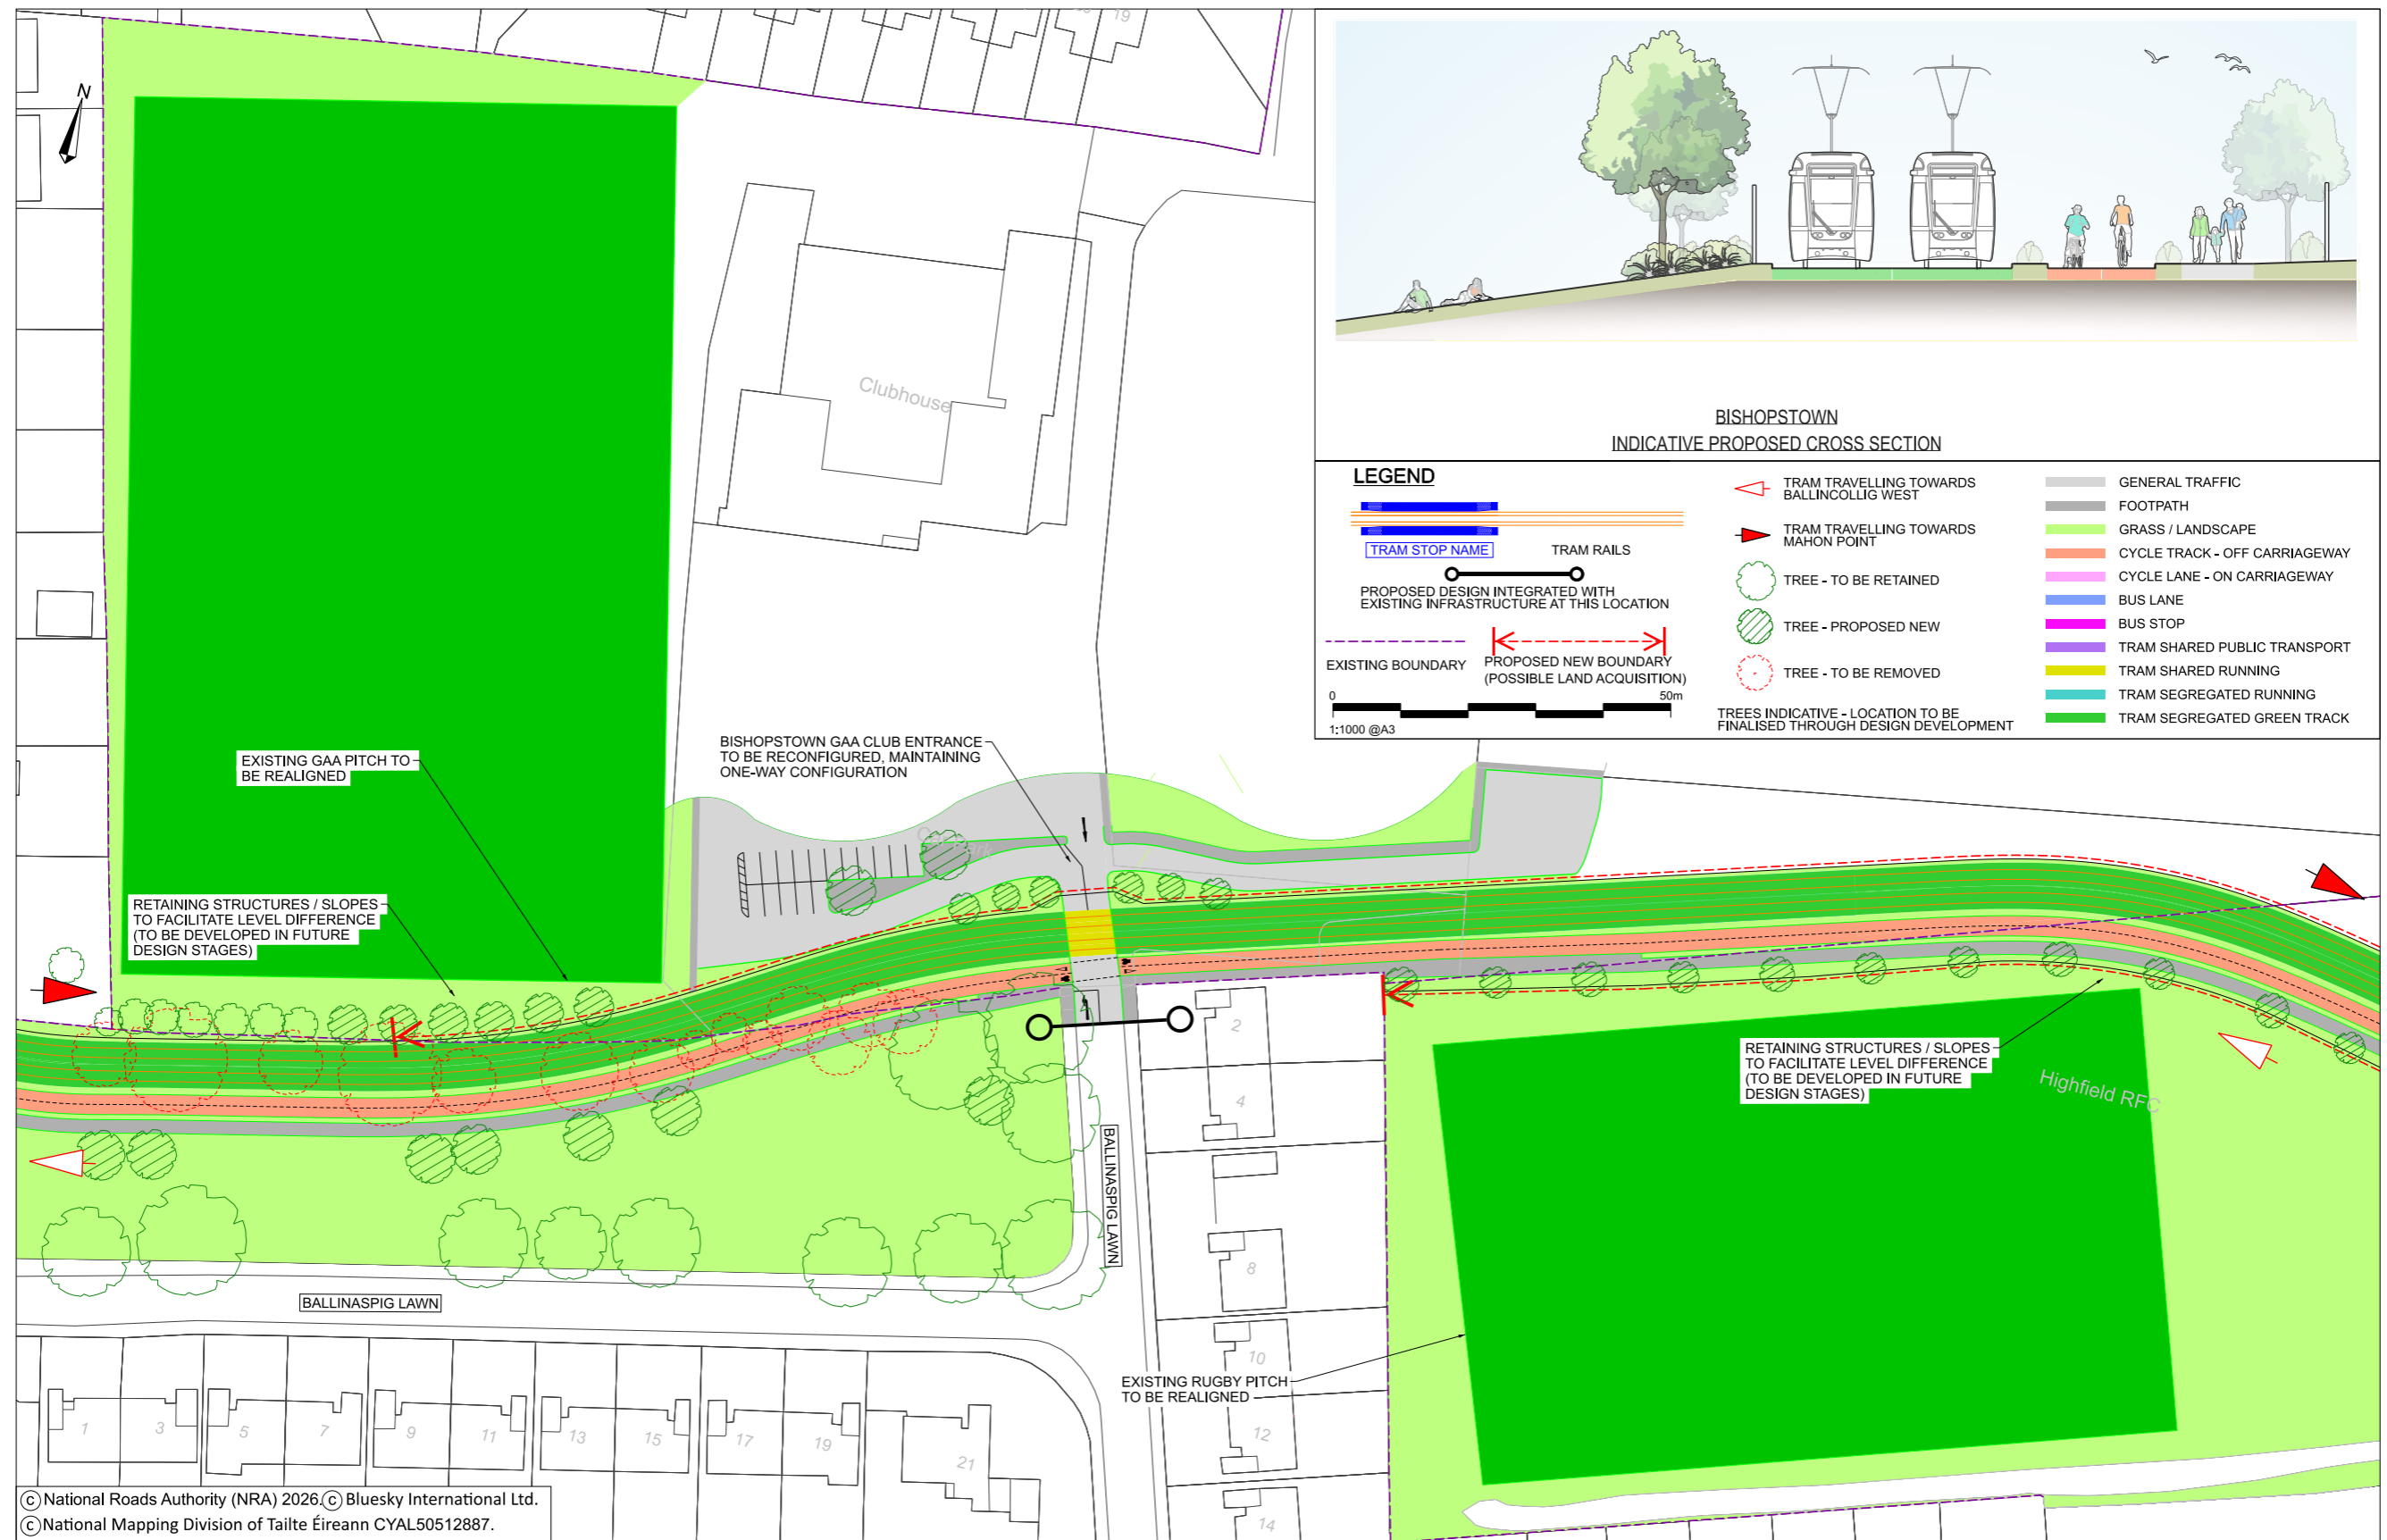 19
N
Clubhouse
BISHOPSTOWN
INDICATIVE PROPOSED CROSS SECTION
LEGEND
TRAM STOP NAME
TRAM RAILS
PROPOSED DESIGN INTEGRATED WITH
EXISTING INFRASTRUCTURE AT THIS LOCATION
EXISTING BOUNDARY
PROPOSED NEW BOUNDARY
(POSSIBLE LAND ACQUISITION)
0
50m
1:1000 @A3
TRAM TRAVELLING TOWARDS
BALLINCOLLIG WEST
TRAM TRAVELLING TOWARDS
MAHON POINT
TREE - TO BE RETAINED
TREE - PROPOSED NEW
TREE - TO BE REMOVED
TREES INDICATIVE - LOCATION TO BE
FINALISED THROUGH DESIGN DEVELOPMENT
GENERAL TRAFFIC
FOOTPATH
GRASS / LANDSCAPE
CYCLE TRACK - OFF CARRIAGEWAY
CYCLE LANE - ON CARRIAGEWAY
BUS LANE
BUS STOP
TRAM SHARED PUBLIC TRANSPORT
TRAM SHARED RUNNING
TRAM SEGREGATED RUNNING
TRAM SEGREGATED GREEN TRACK
EXISTING GAA PITCH TO
BE REALIGNED
BISHOPSTOWN GAA CLUB ENTRANCE
TO BE RECONFIGURED, MAINTAINING
ONE-WAY CONFIGURATION
RETAINING STRUCTURES / SLOPES
TO FACILITATE LEVEL DIFFERENCE
(TO BE DEVELOPED IN FUTURE
DESIGN STAGES)
RETAINING STRUCTURES / SLOPES
TO FACILITATE LEVEL DIFFERENCE
(TO BE DEVELOPED IN FUTURE
DESIGN STAGES)
Highfield RFC
2
4
8
10
12
14
BALLINASPIG LAWN
BALLINASPIG LAWN
EXISTING RUGBY PITCH
TO BE REALIGNED
1
3
5
7
9
11
13
15
17
19
21
© National Roads Authority (NRA) 2026. © Bluesky International Ltd.
© National Mapping Division of Tailte Éireann CYAL50512887.